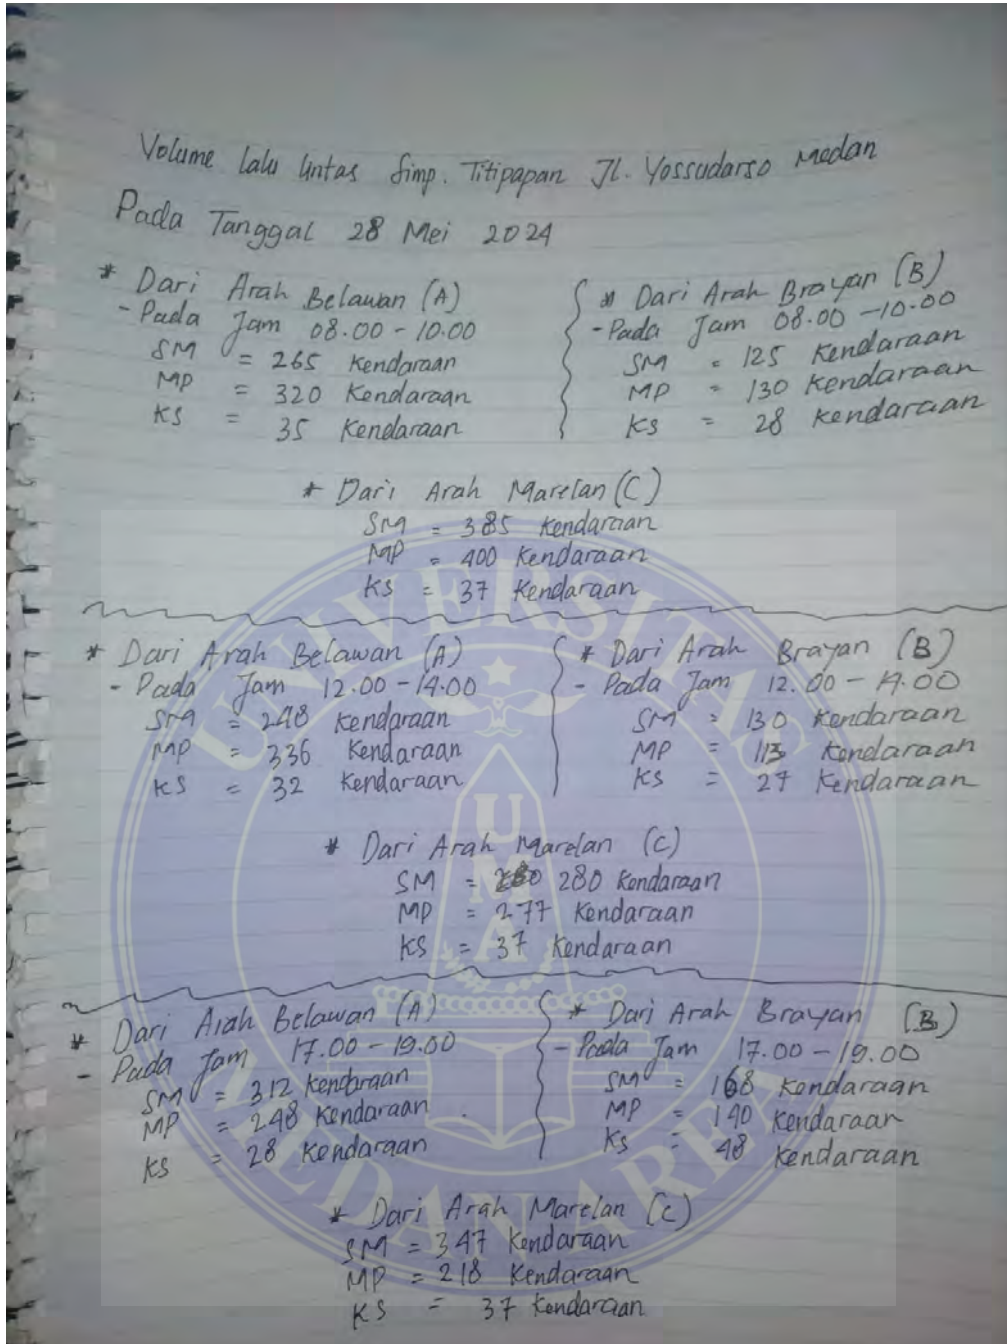 Volume lalu lintas Simp. Titipapan Jl. Yossudarso Medan
Pada Tanggal 28 Mei 2024
* Dari Arah Belawan (A)
- Pada Jam 08.00 - 10.00
SM = 265 Kendaraan
MP = 320 Kendaraan
KS = 35 Kendaraan
* Dari Arah Brayan (B)
- Pada Jam 08.00 - 10.00
SM = 125 Kendaraan
MP = 130 Kendaraan
KS = 28 Kendaraan
* Dari Arah Marelan (C)
SM = 385 Kendaraan
MP = 400 Kendaraan
KS = 37 Kendaraan
* Dari Arah Belawan (A)
- Pada Jam 12.00 - 14.00
SM = 248 Kendaraan
MP = 336 Kendaraan
KS = 32 Kendaraan
* Dari Arah Brayan (B)
- Pada Jam 12.00 - 14.00
SM = 130 Kendaraan
MP = 113 Kendaraan
KS = 27 Kendaraan
* Dari Arah Marelan (C)
SM = 280 Kendaraan
MP = 277 Kendaraan
KS = 37 Kendaraan
* Dari Arah Belawan (A)
- Pada Jam 17.00 - 19.00
SM = 312 Kendaraan
MP = 248 Kendaraan
KS = 28 Kendaraan
* Dari Arah Brayan (B)
- Pada Jam 17.00 - 19.00
SM = 168 Kendaraan
MP = 140 Kendaraan
KS = 48 Kendaraan
* Dari Arah Marelan (C)
SM = 347 Kendaraan
MP = 218 Kendaraan
KS = 37 Kendaraan
UNIVERSITAS
MEDAN AREA
UMA